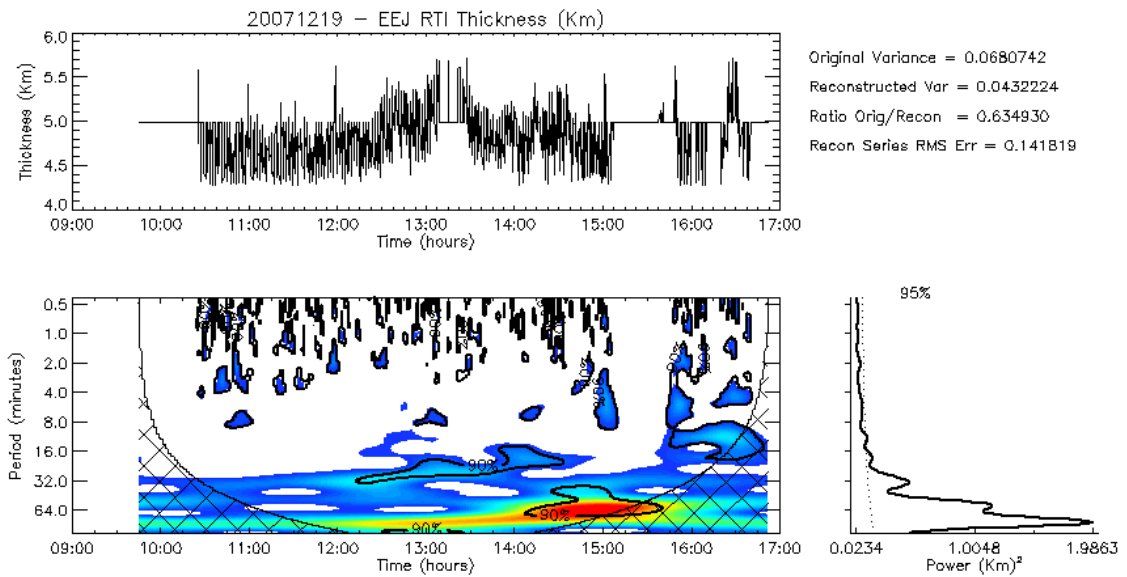 20071219 - EEJ RTI Thickness (Km)
6.0
5.5
5.0
4.5
4.0
Thickness (Km)
09:00 10:00 11:00 12:00 13:00 14:00 15:00 16:00 17:00
Time (hours)
Original Variance = 0.0680742
Reconstructed Var = 0.0432224
Ratio Orig/Recon = 0.634930
Recon Series RMS Err = 0.141819
0.5
1.0
2.0
4.0
8.0
16.0
32.0
64.0
Period (minutes)
90%
90%
90%
90%
90%
90%
90%
09:00 10:00 11:00 12:00 13:00 14:00 15:00 16:00 17:00
Time (hours)
95%
0.0234 1.0048 1.9863
Power (Km)²